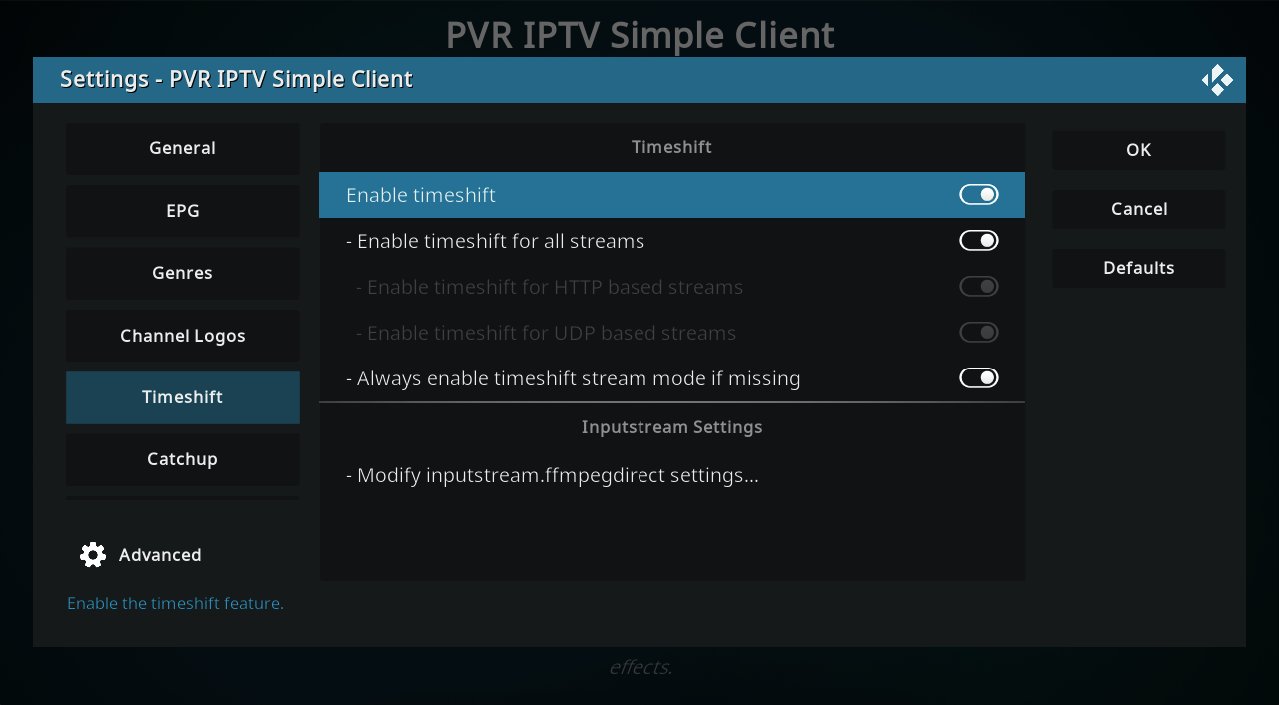 PVR IPTV Simple Client
Settings - PVR IPTV Simple Client
General
EPG
Genres
Channel Logos
Timeshift
Catchup
Advanced
Enable the timeshift feature.
Timeshift
Enable timeshift
- Enable timeshift for all streams
- Enable timeshift for HTTP based streams
- Enable timeshift for UDP based streams
- Always enable timeshift stream mode if missing
Inputstream Settings
- Modify inputstream.ffmpegdirect settings...
OK
Cancel
Defaults
effects.